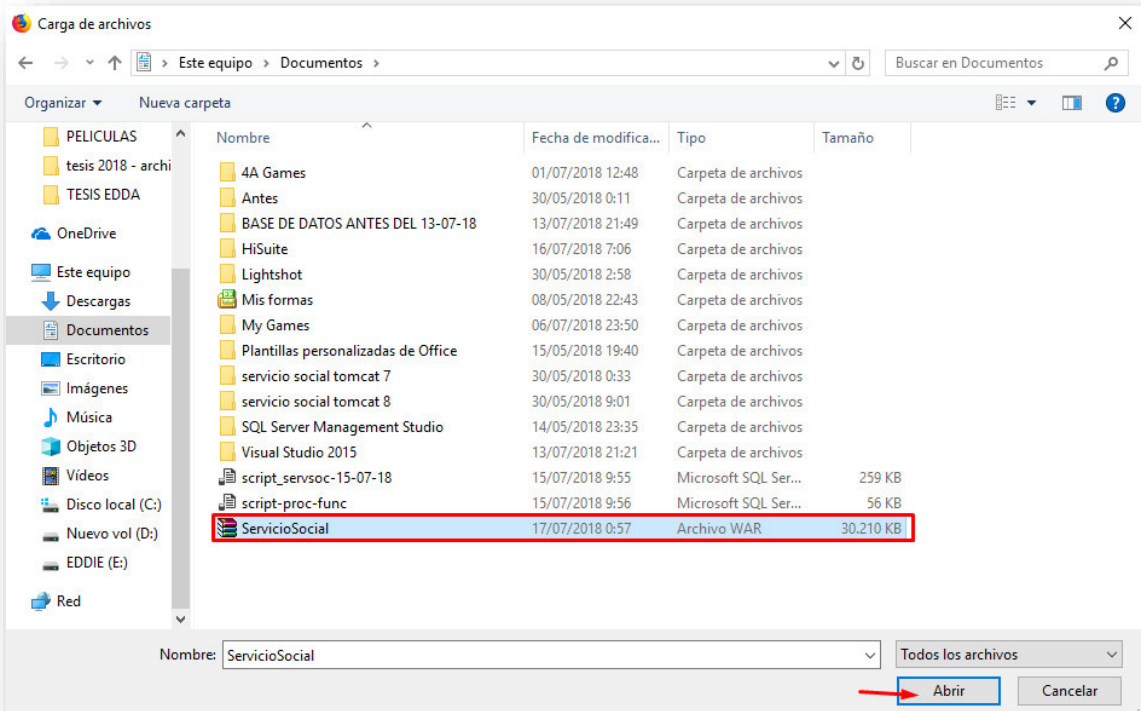 Carga de archivos
Este equipo > Documentos >
Buscar en Documentos
Organizar
Nueva carpeta
PELICULAS
tesis 2018 - archi
TESIS EDDA
OneDrive
Este equipo
Descargas
Documentos
Escritorio
Imágenes
Música
Objetos 3D
Vídeos
Disco local (C:)
Nuevo vol (D:)
EDDIE (E:)
Red
Nombre Fecha de modifica... Tipo Tamaño
4A Games 01/07/2018 12:48 Carpeta de archivos
Antes 30/05/2018 0:11 Carpeta de archivos
BASE DE DATOS ANTES DEL 13-07-18 13/07/2018 21:49 Carpeta de archivos
HiSuite 16/07/2018 7:06 Carpeta de archivos
Lightshot 30/05/2018 2:58 Carpeta de archivos
Mis formas 08/05/2018 22:43 Carpeta de archivos
My Games 06/07/2018 23:50 Carpeta de archivos
Plantillas personalizadas de Office 15/05/2018 19:40 Carpeta de archivos
servicio social tomcat 7 30/05/2018 0:33 Carpeta de archivos
servicio social tomcat 8 30/05/2018 9:01 Carpeta de archivos
SQL Server Management Studio 14/05/2018 23:35 Carpeta de archivos
Visual Studio 2015 13/07/2018 21:21 Carpeta de archivos
script_servsoc-15-07-18 15/07/2018 9:55 Microsoft SQL Ser... 259 KB
script-proc-func 15/07/2018 9:56 Microsoft SQL Ser... 56 KB
ServicioSocial 17/07/2018 0:57 Archivo WAR 30.210 KB
Nombre: ServicioSocial
Todos los archivos
Abrir
Cancelar